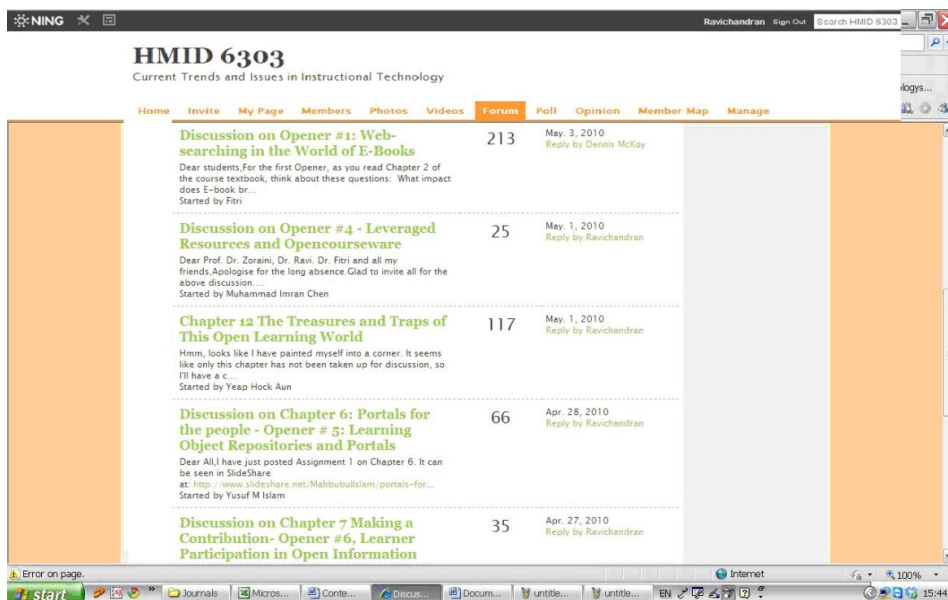 NING
Ravichandran Sign Out Search HMID 6303
HMID 6303
Current Trends and Issues in Instructional Technology
Home Invite My Page Members Photos Videos Forum Poll Opinion Member Map Manage
logys...
Discussion on Opener #1: Web-
searching in the World of E-Books
213
May. 3, 2010
Reply by Dennis McKoy
Dear students,For the first Opener, as you read Chapter 2 of
the course textbook, think about these questions: What impact
does E-book br...
Started by Fitri
Discussion on Opener #4 - Leveraged
Resources and Opencourseware
25
May. 1, 2010
Reply by Ravichandran
Dear Prof. Dr. Zoraini, Dr. Ravi. Dr. Fitri and all my
friends,Apologise for the long absence.Glad to invite all for the
above discussion....
Started by Muhammad Imran Chen
Chapter 12 The Treasures and Traps of
This Open Learning World
117
May. 1, 2010
Reply by Ravichandran
Hmm, looks like I have painted myself into a corner. It seems
like only this chapter has not been taken up for discussion, so
I'll have a c...
Started by Yeap Hock Aun
Discussion on Chapter 6: Portals for
the people - Opener # 5: Learning
Object Repositories and Portals
66
Apr. 28, 2010
Reply by Ravichandran
Dear All,I have just posted Assignment 1 on Chapter 6. It can
be seen in SlideShare
at: http://www.slideshare.net/MahbubulIslam/portals-for...
Started by Yusuf M Islam
Discussion on Chapter 7 Making a
Contribution- Opener #6, Learner
Participation in Open Information
35
Apr. 27, 2010
Reply by Ravichandran
Error on page. Internet 100%
start Journals Micros... Conte... Discus... Docum... untitle... untitle... EN 15:44